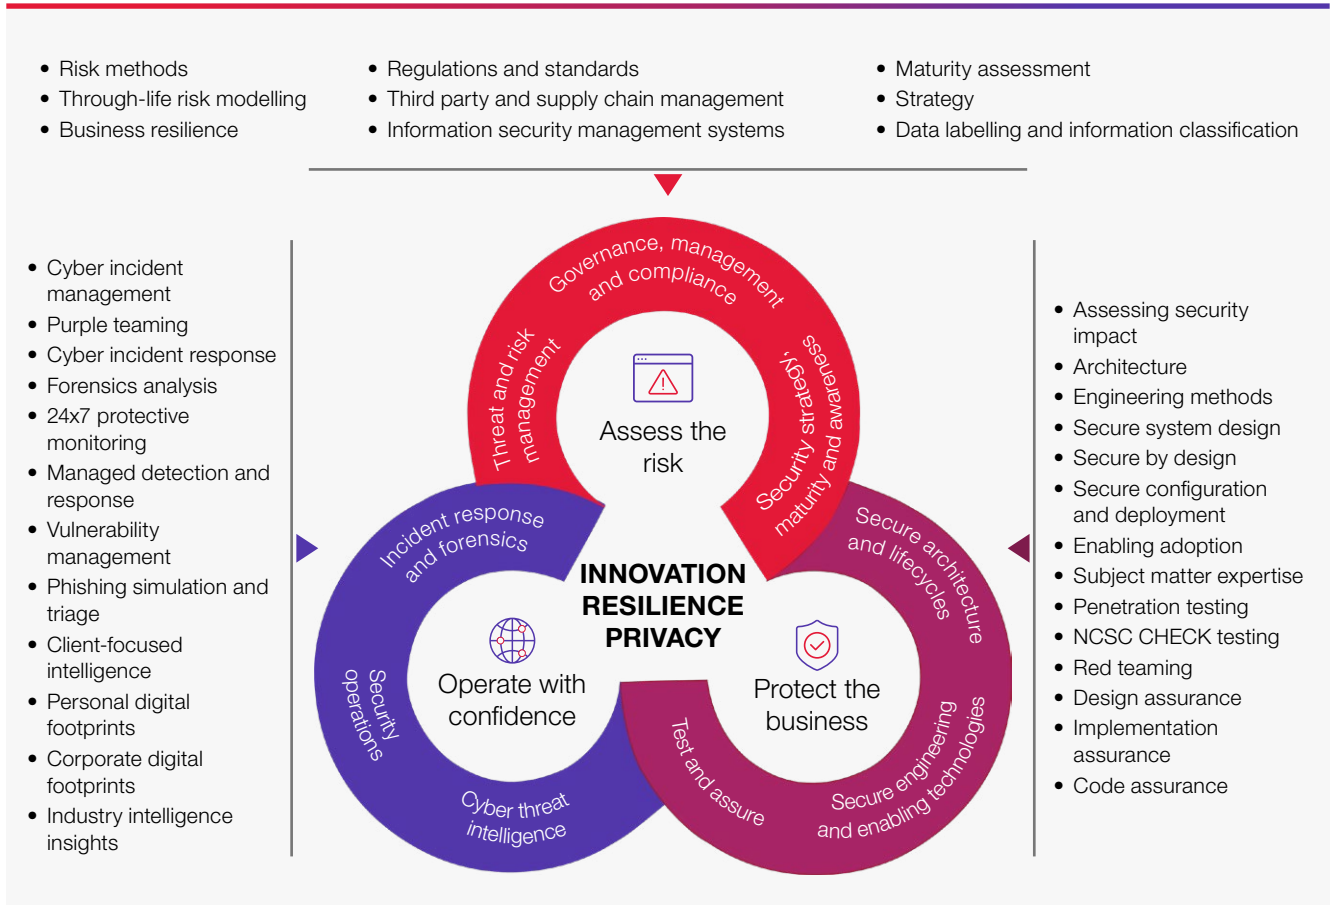 • Risk methods
• Through-life risk modelling
• Business resilience
• Regulations and standards
• Third party and supply chain management
• Information security management systems
• Maturity assessment
• Strategy
• Data labelling and information classification
• Cyber incident
management
• Purple teaming
• Cyber incident response
• Forensics analysis
• 24x7 protective
monitoring
• Managed detection and
response
• Vulnerability
management
• Phishing simulation and
triage
• Client-focused
intelligence
• Personal digital
footprints
• Corporate digital
footprints
• Industry intelligence
insights
Threat and risk
management
Governance, management
and compliance
Security strategy,
maturity and awareness
Assess the
risk
Incident response
and forensics
Security
operations
Cyber threat
intelligence
Operate with
confidence
INNOVATION
RESILIENCE
PRIVACY
Secure architecture
and lifecycles
Secure engineering
and enabling technologies
Test and assure
Protect the
business
• Assessing security
impact
• Architecture
• Engineering methods
• Secure system design
• Secure by design
• Secure configuration
and deployment
• Enabling adoption
• Subject matter expertise
• Penetration testing
• NCSC CHECK testing
• Red teaming
• Design assurance
• Implementation
assurance
• Code assurance